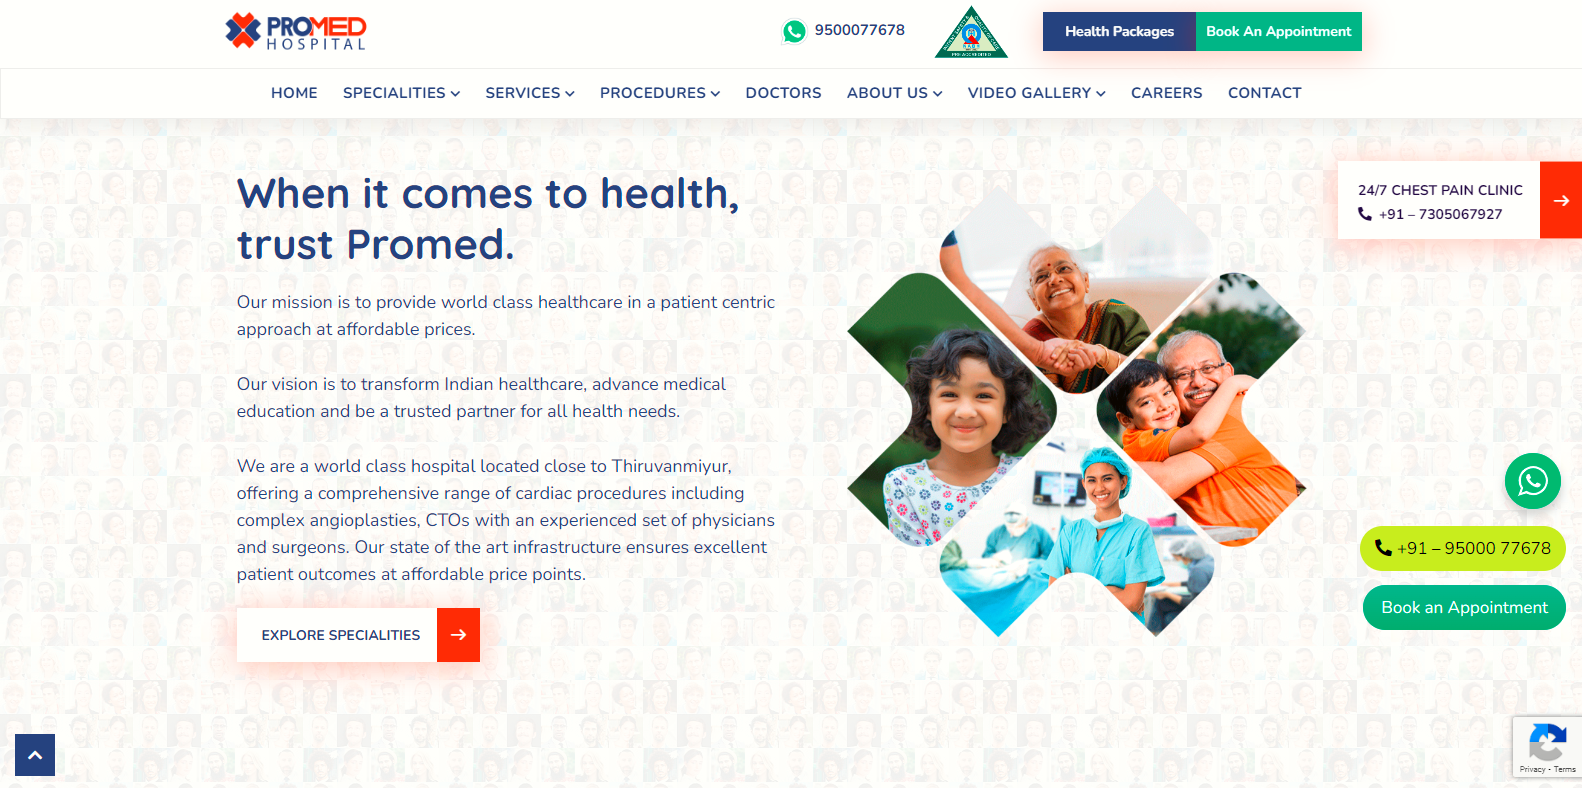 PROMED
HOSPITAL
9500077678
PRE ACCREDITED
Health Packages
Book An Appointment
HOME
SPECIALITIES
SERVICES
PROCEDURES
DOCTORS
ABOUT US
VIDEO GALLERY
CAREERS
CONTACT
When it comes to health,
trust Promed.
Our mission is to provide world class healthcare in a patient centric
approach at affordable prices.
Our vision is to transform Indian healthcare, advance medical
education and be a trusted partner for all health needs.
We are a world class hospital located close to Thiruvanmiyur,
offering a comprehensive range of cardiac procedures including
complex angioplasties, CTOs with an experienced set of physicians
and surgeons. Our state of the art infrastructure ensures excellent
patient outcomes at affordable price points.
EXPLORE SPECIALITIES
24/7 CHEST PAIN CLINIC
+91 – 7305067927
+91 – 95000 77678
Book an Appointment
Privacy - Terms